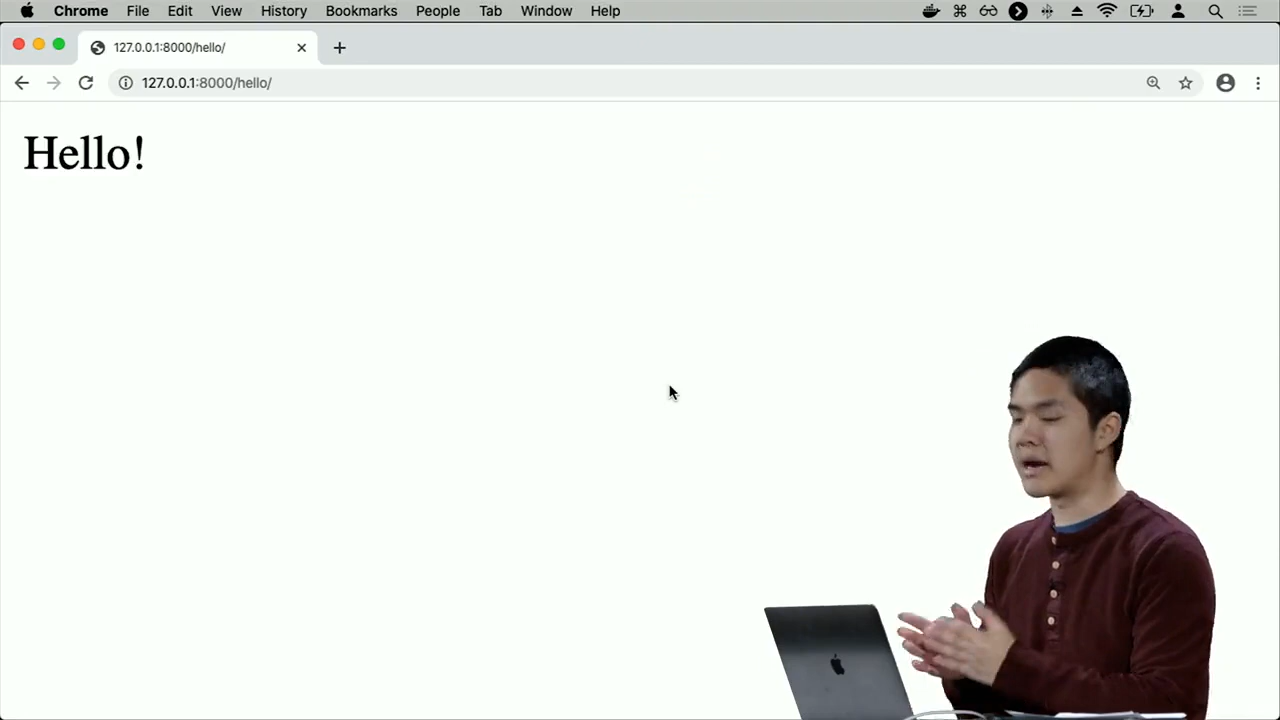 Chrome File Edit View History Bookmarks People Tab Window Help
127.0.0.1:8000/hello/
127.0.0.1:8000/hello/
Hello!